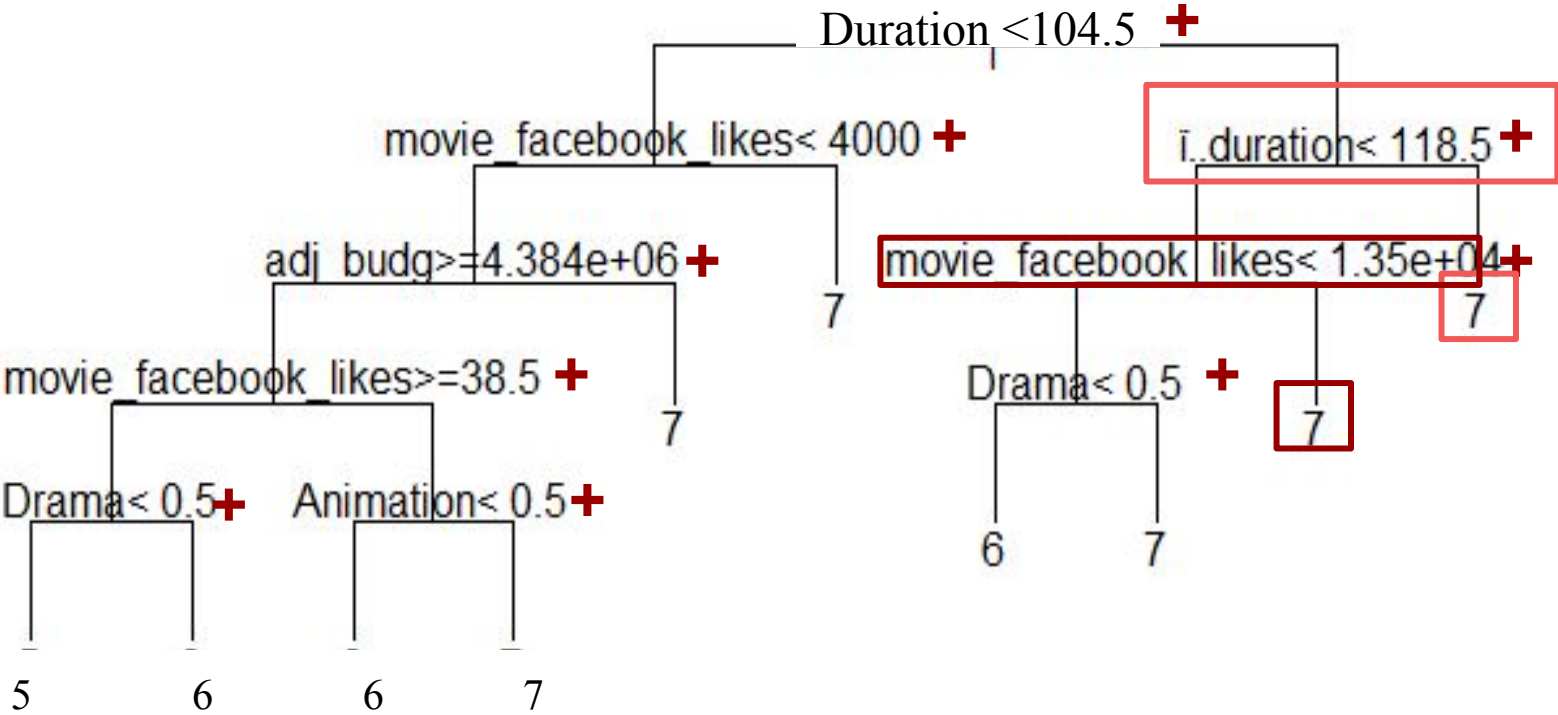 Duration <104.5 +
movie_facebook_likes< 4000 +
ï..duration< 118.5 +
adj_budg>=4.384e+06 +
movie_facebook_likes< 1.35e+04 +
7
7
movie_facebook_likes>=38.5 +
Drama< 0.5 +
7
7
Drama< 0.5 +
Animation< 0.5 +
6
7
5
6
6
7